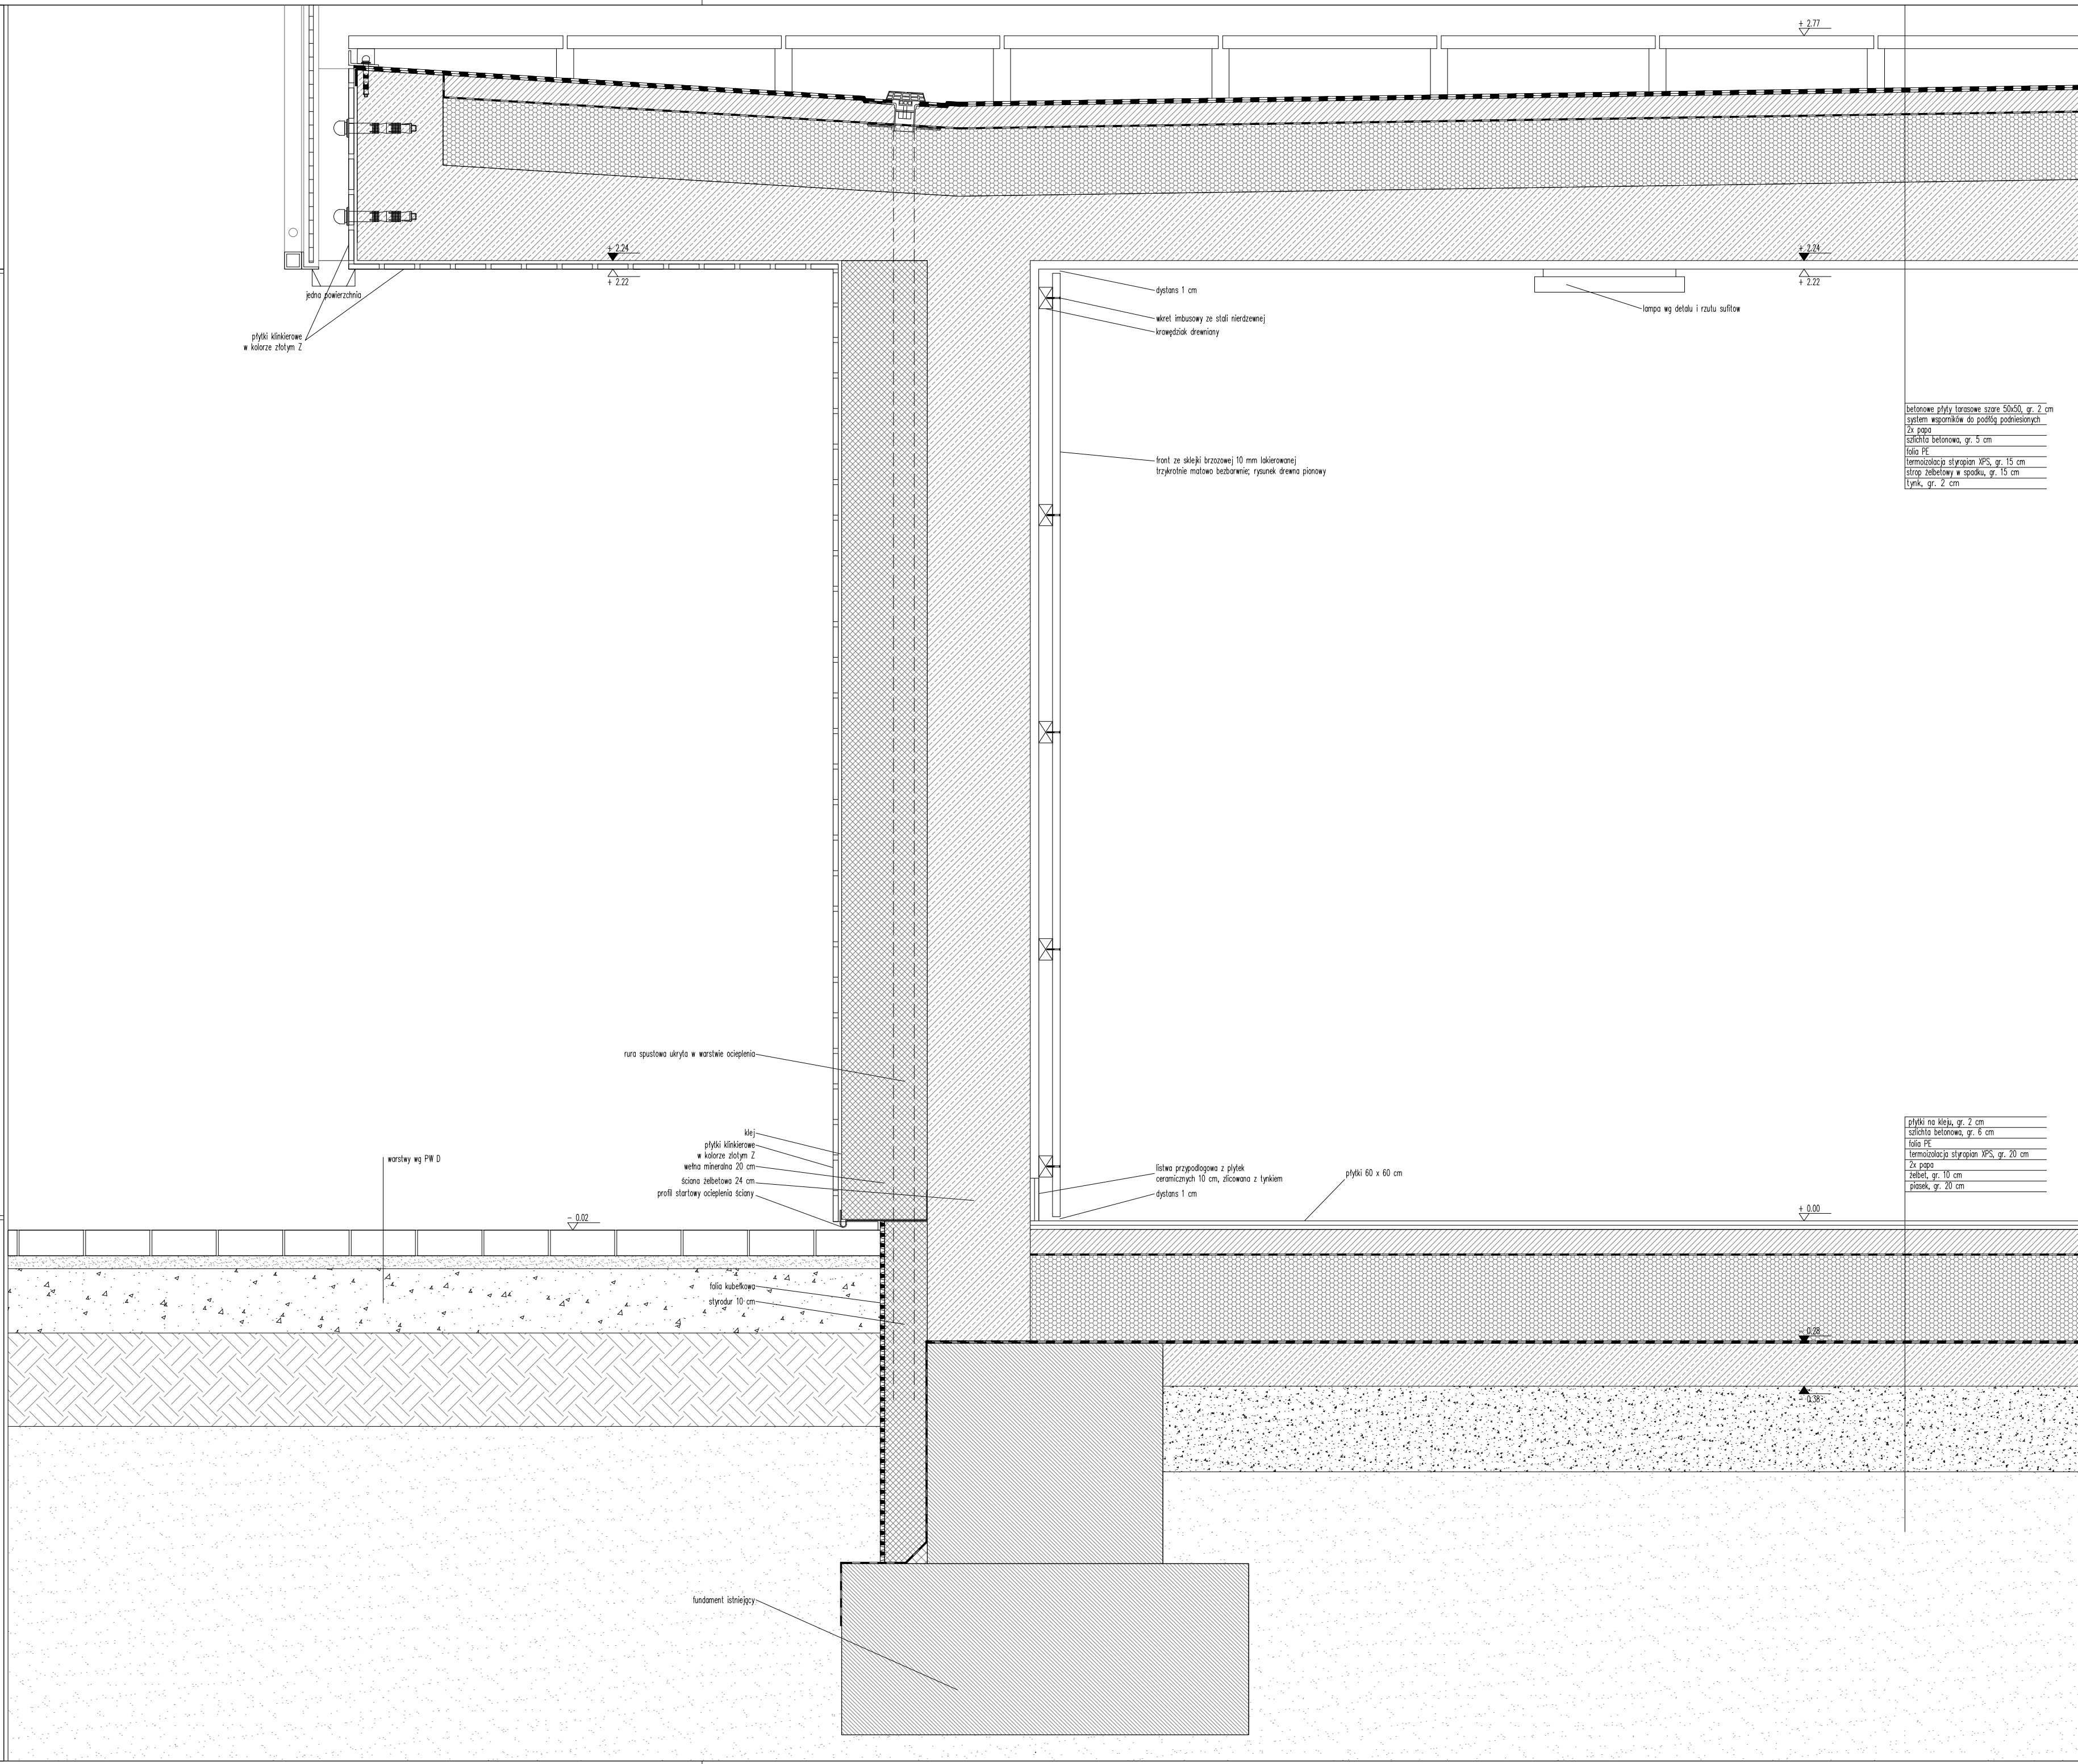 + 2.77
+ 2.24
+ 2.22
+ 2.24
+ 2.22
jedna powierzchnia
płytki klinkierowe
w kolorze złotym Z
dystans 1 cm
wkret imbusowy ze stali nierdzewnej
krawędziak drewniany
lampa wg detalu i rzutu sufitow
betonowe płyty tarasowe szare 50x50, gr. 2 cm
system wsporników do podłóg podniesionych
2x papa
szlichta betonowa, gr. 5 cm
folia PE
termoizolacja styropian XPS, gr. 15 cm
strop żelbetowy w spadku, gr. 15 cm
tynk, gr. 2 cm
front ze sklejki brzozowej 10 mm lakierowanej
trzykrotnie matowo bezbarwnie; rysunek drewna pionowy
rura spustowa ukryta w warstwie ocieplenia
klej
płytki klinkierowe
w kolorze zlotym Z
wełna mineralna 20 cm
ściana żelbetowa 24 cm
profil startowy ocieplenia ściany
warstwy wg PW D
listwa przypodlogowa z plytek
ceramicznych 10 cm, zlicowana z tynkiem
dystans 1 cm
płytki 60 x 60 cm
płytki na kleju, gr. 2 cm
szlichta betonowa, gr. 6 cm
folia PE
termoizolacja styropian XPS, gr. 20 cm
2x papa
żelbet, gr. 10 cm
piasek, gr. 20 cm
- 0.02
+ 0.00
folia kubełkowa
styrodur 10 cm
- 0.28
- 0.38
fundament istniejący